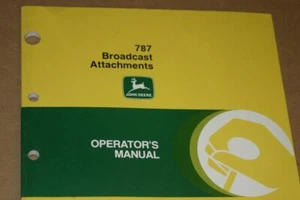 787
Broadcast
Attachments
JOHN DEERE
OPERATOR'S
MANUAL